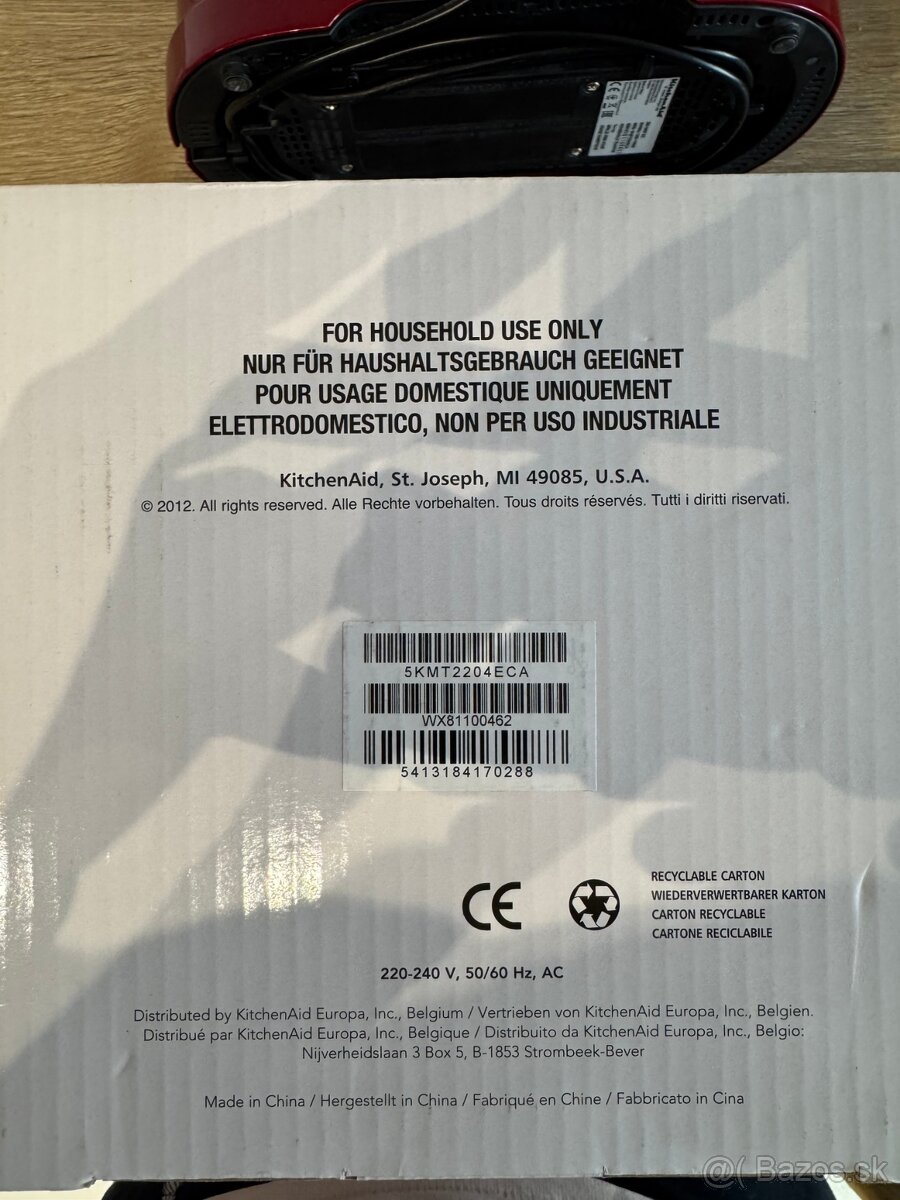 KitchenAid
FOR HOUSEHOLD USE ONLY
NUR FÜR HAUSHALTSGEBRAUCH GEEIGNET
POUR USAGE DOMESTIQUE UNIQUEMENT
ELETTRODOMESTICO, NON PER USO INDUSTRIALE
KitchenAid, St. Joseph, MI 49085, U.S.A.
© 2012. All rights reserved. Alle Rechte vorbehalten. Tous droits réservés. Tutti i diritti riservati.
5KMT2204ECA
WX81100462
5413184170288
CE
RECYCLABLE CARTON
WIEDERVERWERTBARER KARTON
CARTON RECYCLABLE
CARTONE RECICLABILE
220-240 V, 50/60 Hz, AC
Distributed by KitchenAid Europa, Inc., Belgium / Vertrieben von KitchenAid Europa, Inc., Belgien.
Distribué par KitchenAid Europa, Inc., Belgique / Distribuito da KitchenAid Europa, Inc., Belgio:
Nijverheidslaan 3 Box 5, B-1853 Strombeek-Bever
Made in China / Hergestellt in China / Fabriqué en Chine / Fabbricato in Cina
@( Bazos.sk